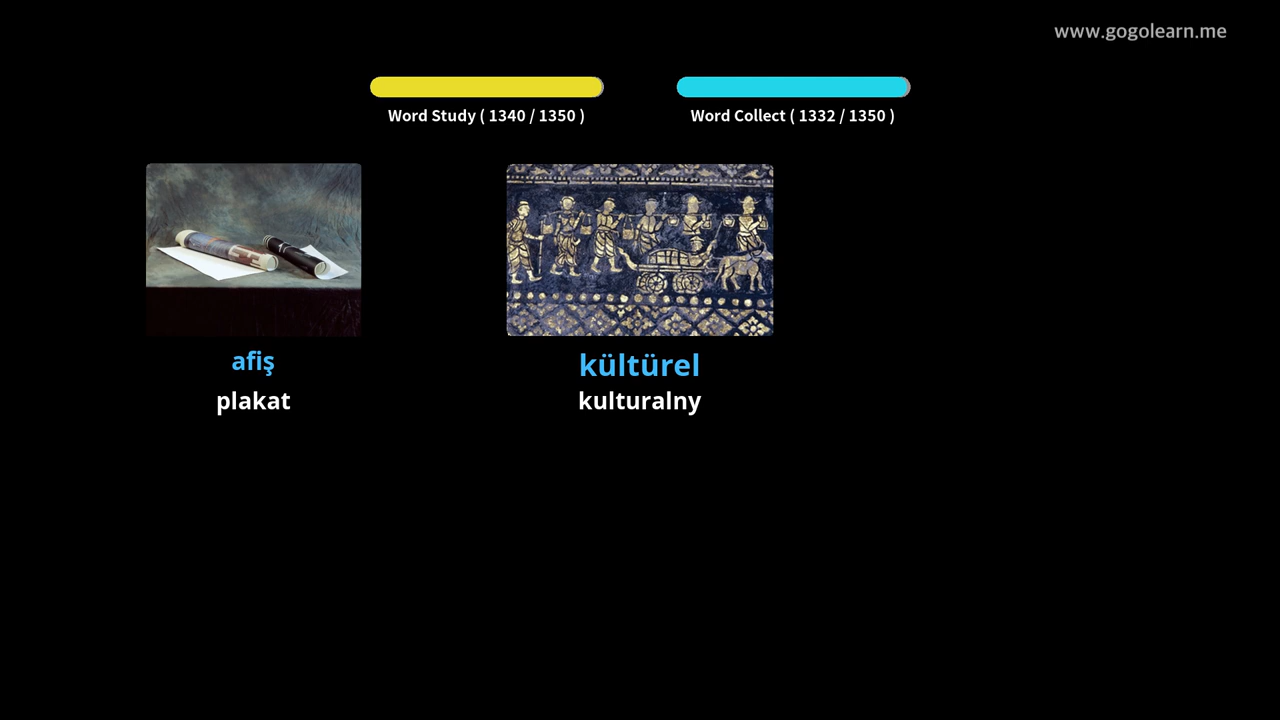 www.gogolearn.me
Word Study ( 1340 / 1350 )
Word Collect ( 1332 / 1350 )
afiş
plakat
kültürel
kulturalny